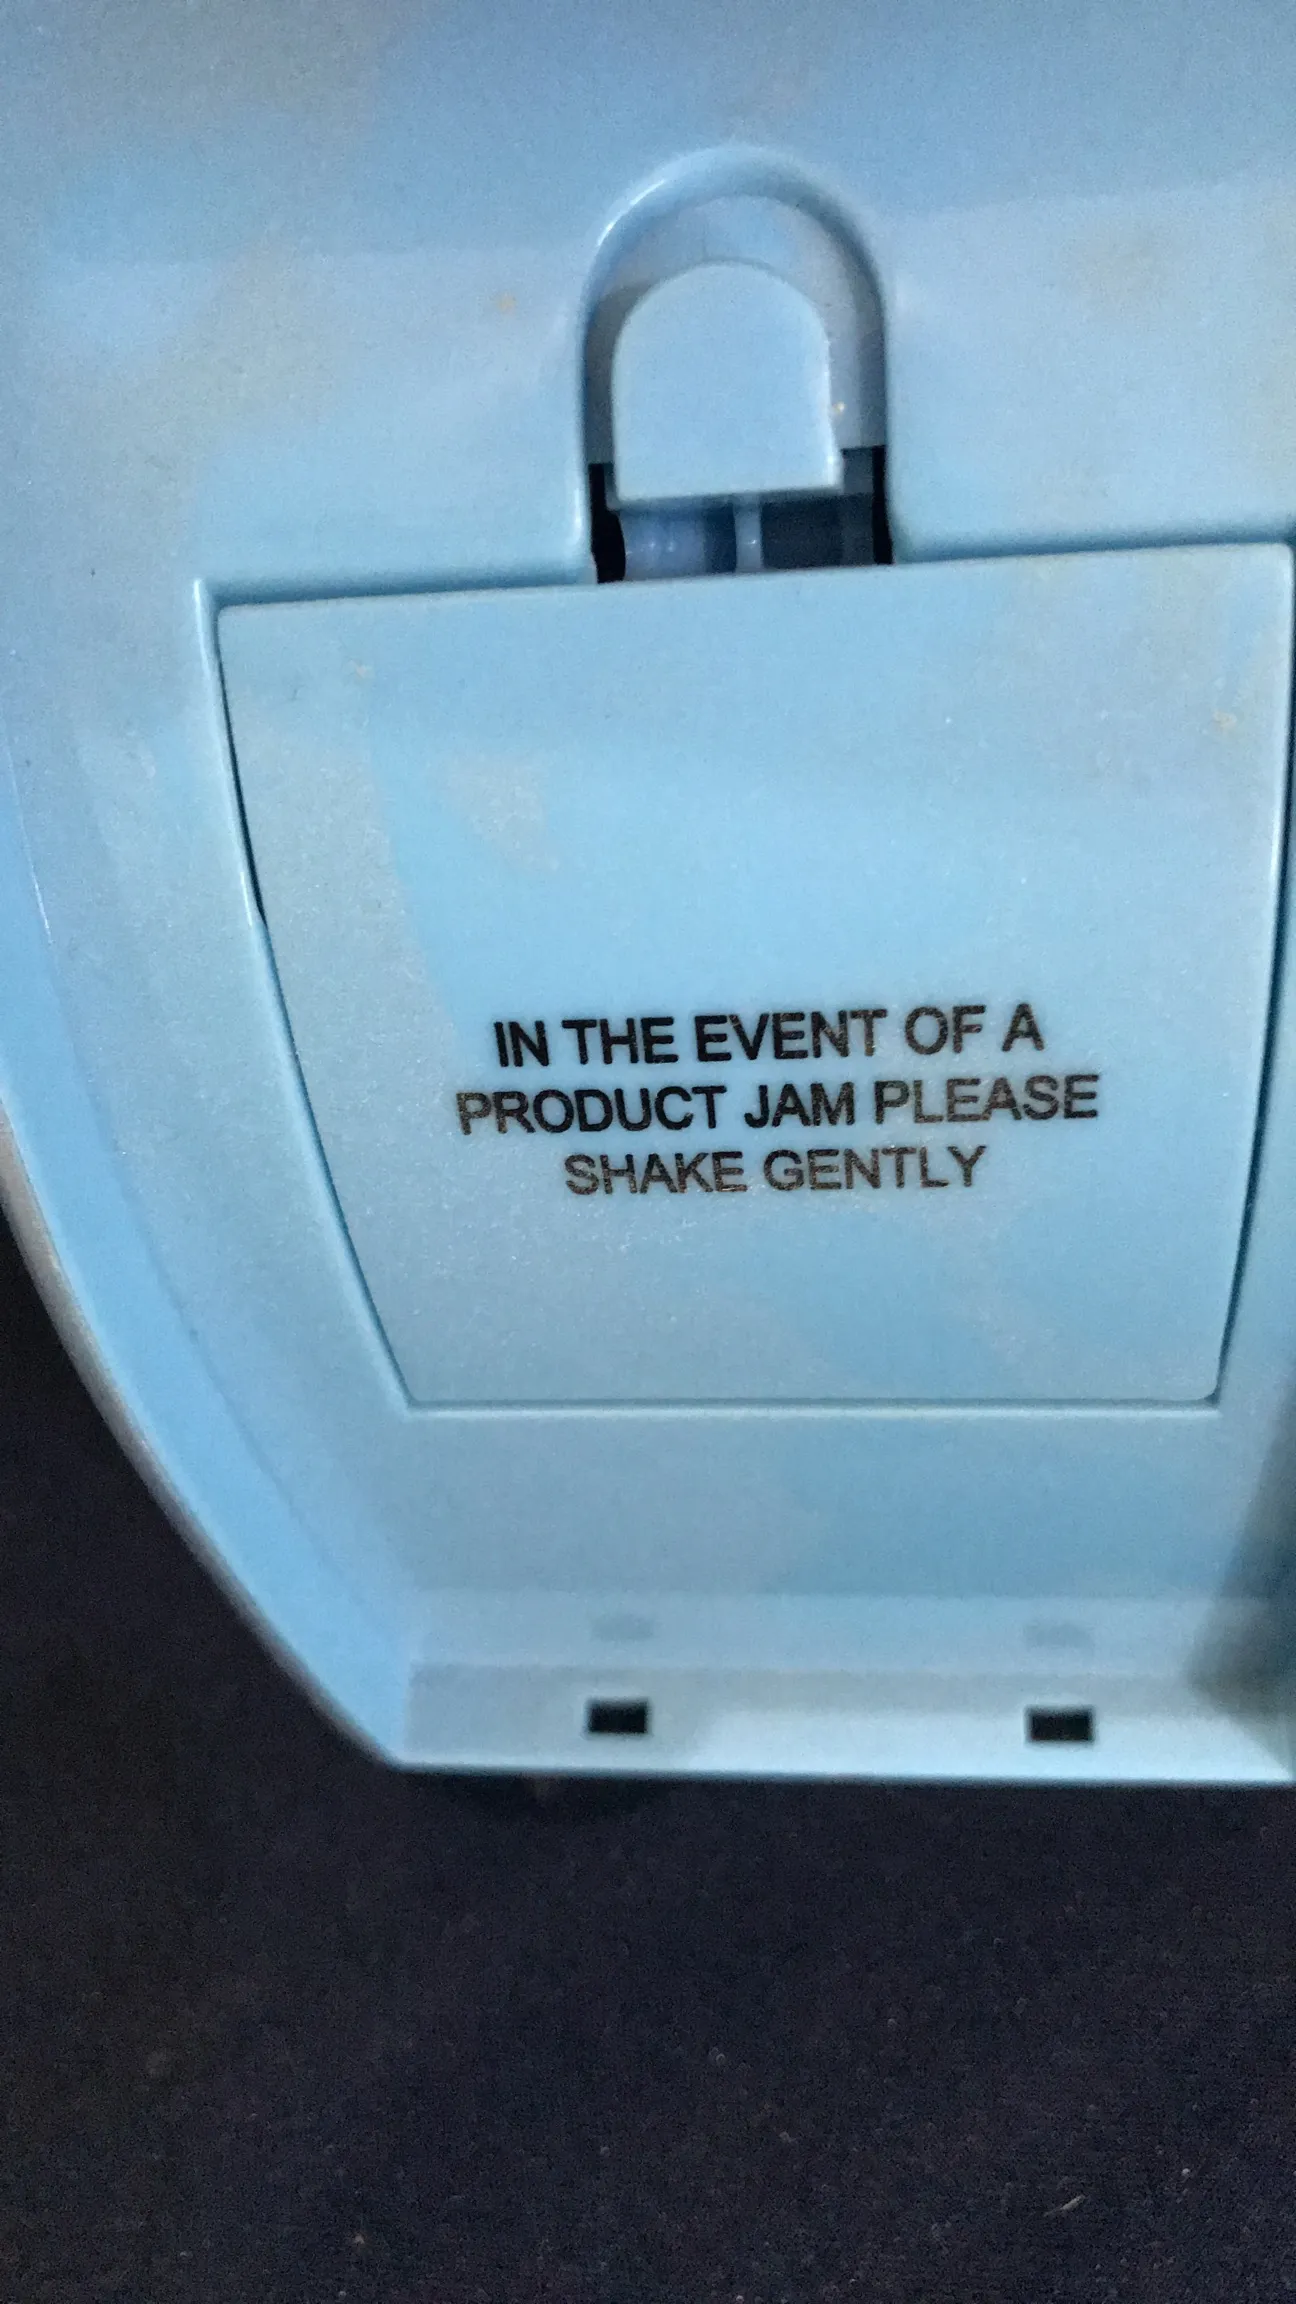 IN THE EVENT OF A
PRODUCT JAM PLEASE
SHAKE GENTLY